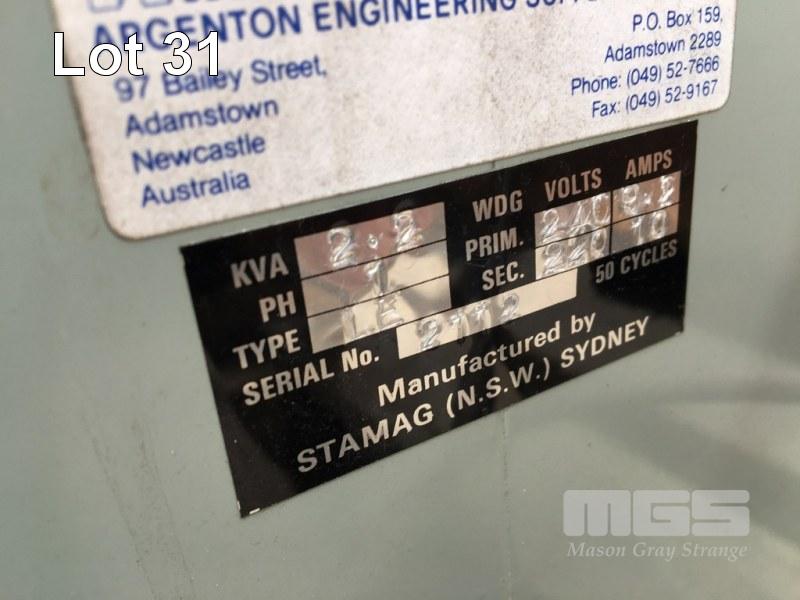 Lot 31
ARGENTON ENGINEERING
97 Bailey Street,
Adamstown
Newcastle
Australia
P.O. Box 159,
Adamstown 2289
Phone: (049) 52-7666
Fax: (049) 52-9167
KVA 2.2
PH 1
TYPE
SERIAL No. 2112
WDG VOLTS AMPS
PRIM. 240 9.2
SEC. 220 10
50 CYCLES
Manufactured by
STAMAG (N.S.W.) SYDNEY
MGS
Mason Gray Strange